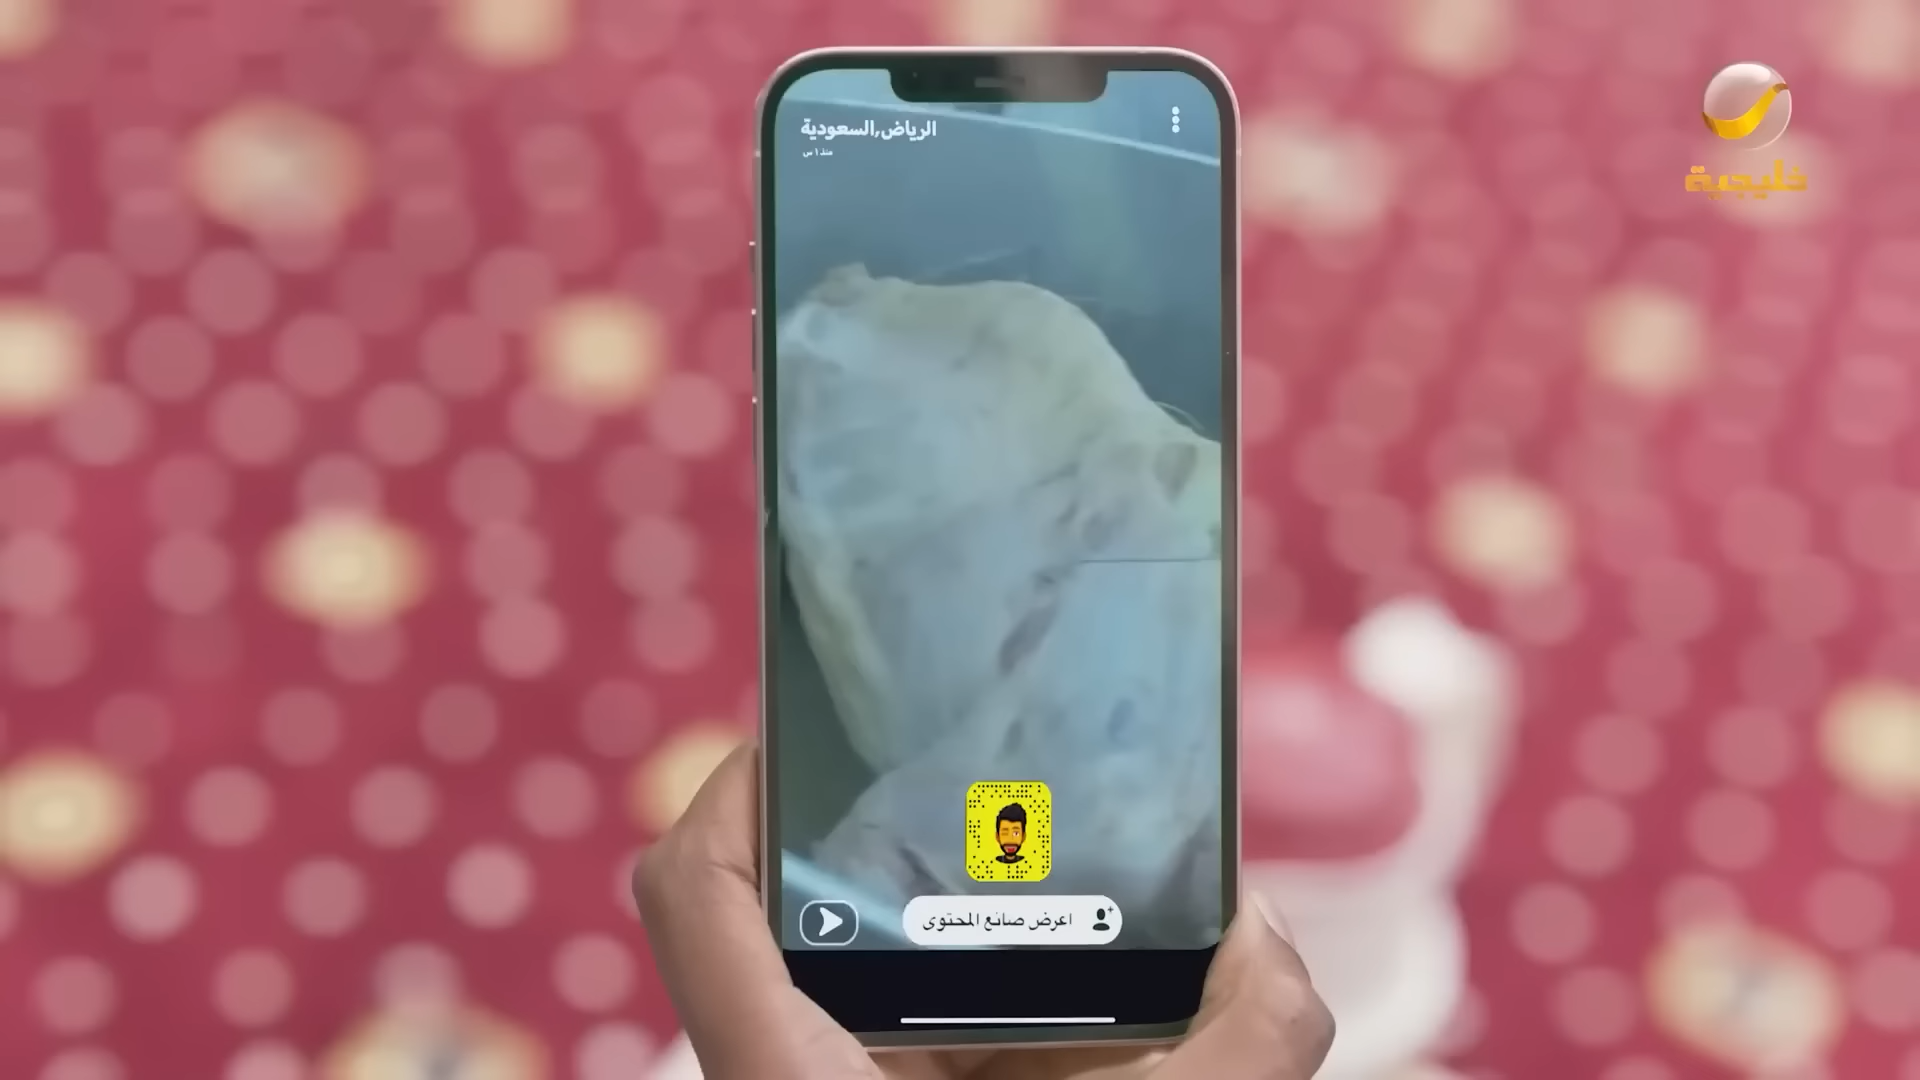 الرياض,السعودية
منذ ١ س
خليجية
اعرض صانع المحتوى